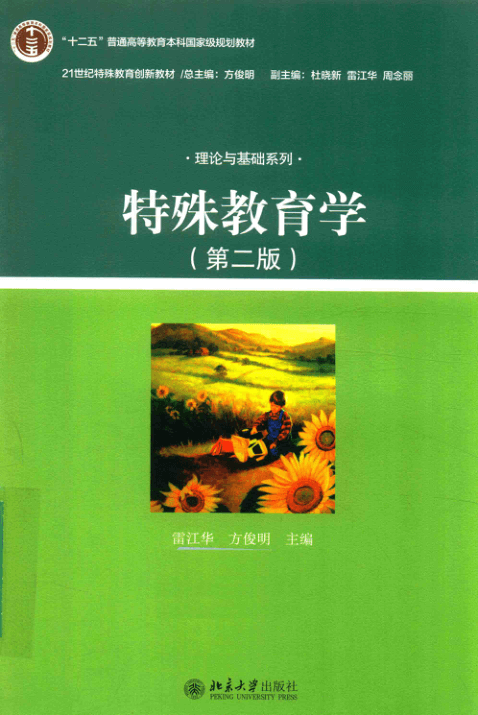 “十二五”普通高等教育本科国家级规划教材
21世纪特殊教育创新教材/总主编：方俊明 副主编：杜晓新 雷江华 周念丽
·理论与基础系列·
特殊教育学
（第二版）
雷江华 方俊明 主编
北京大学出版社
PEKING UNIVERSITY PRESS